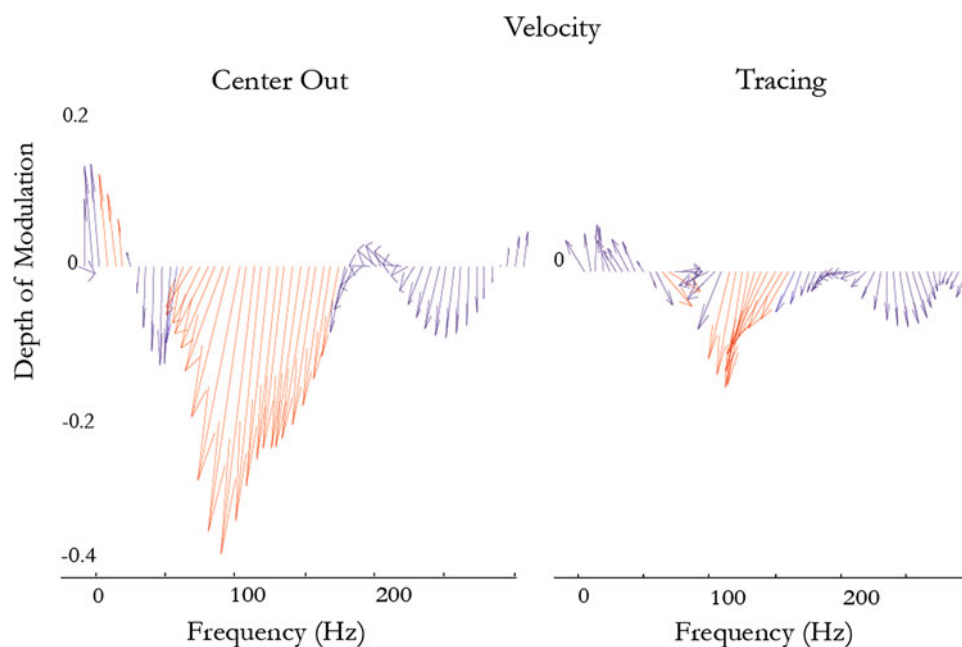 Velocity
Center Out
Tracing
Depth of Modulation
0.2
0
-0.2
-0.4
0
0 100 200
0 100 200
Frequency (Hz)
Frequency (Hz)